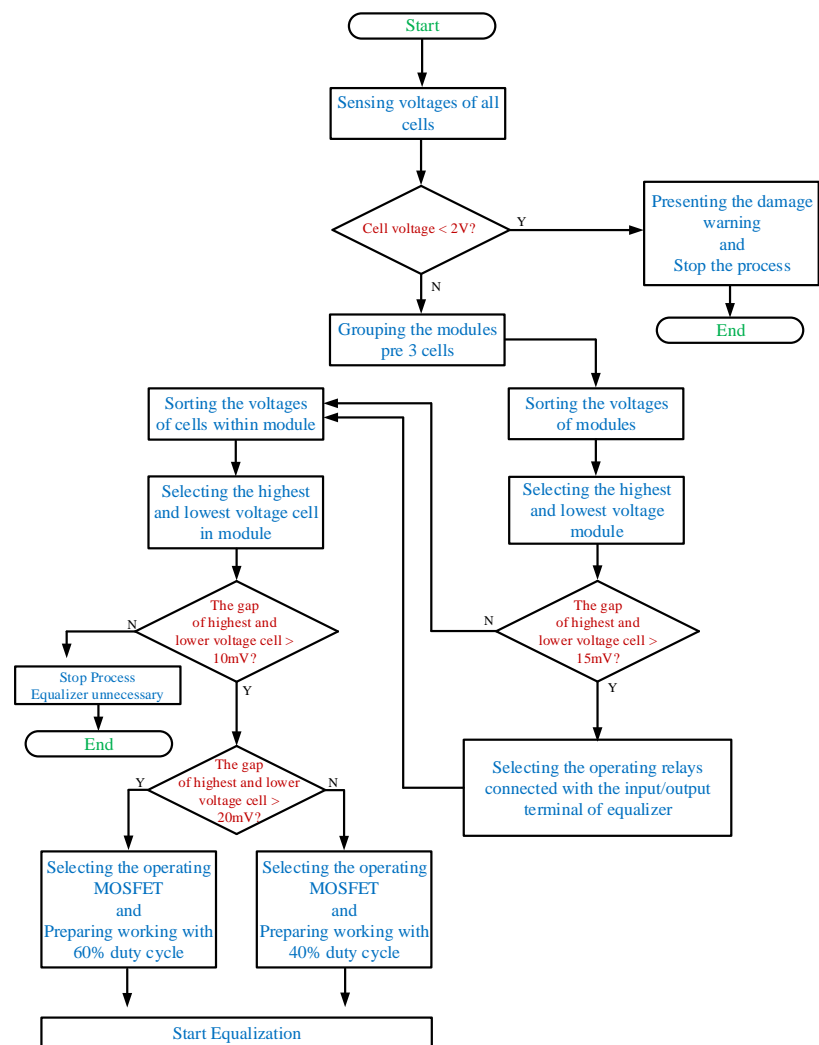 Start
Sensing voltages of all
cells
Cell voltage < 2V?
Y
Presenting the damage
warning
and
Stop the process
End
N
Grouping the modules
pre 3 cells
Sorting the voltages
of cells within module
Sorting the voltages
of modules
Selecting the highest
and lowest voltage cell
in module
Selecting the highest
and lowest voltage
module
The gap
of highest and
lower voltage cell >
10mV?
N
Y
The gap
of highest and
lower voltage cell >
15mV?
N
Y
Stop Process
Equalizer unnecessary
End
The gap
of highest and lower
voltage cell >
20mV?
Y
N
Selecting the operating relays
connected with the input/output
terminal of equalizer
Selecting the operating
MOSFET
and
Preparing working with
60% duty cycle
Selecting the operating
MOSFET
and
Preparing working with
40% duty cycle
Start Equalization